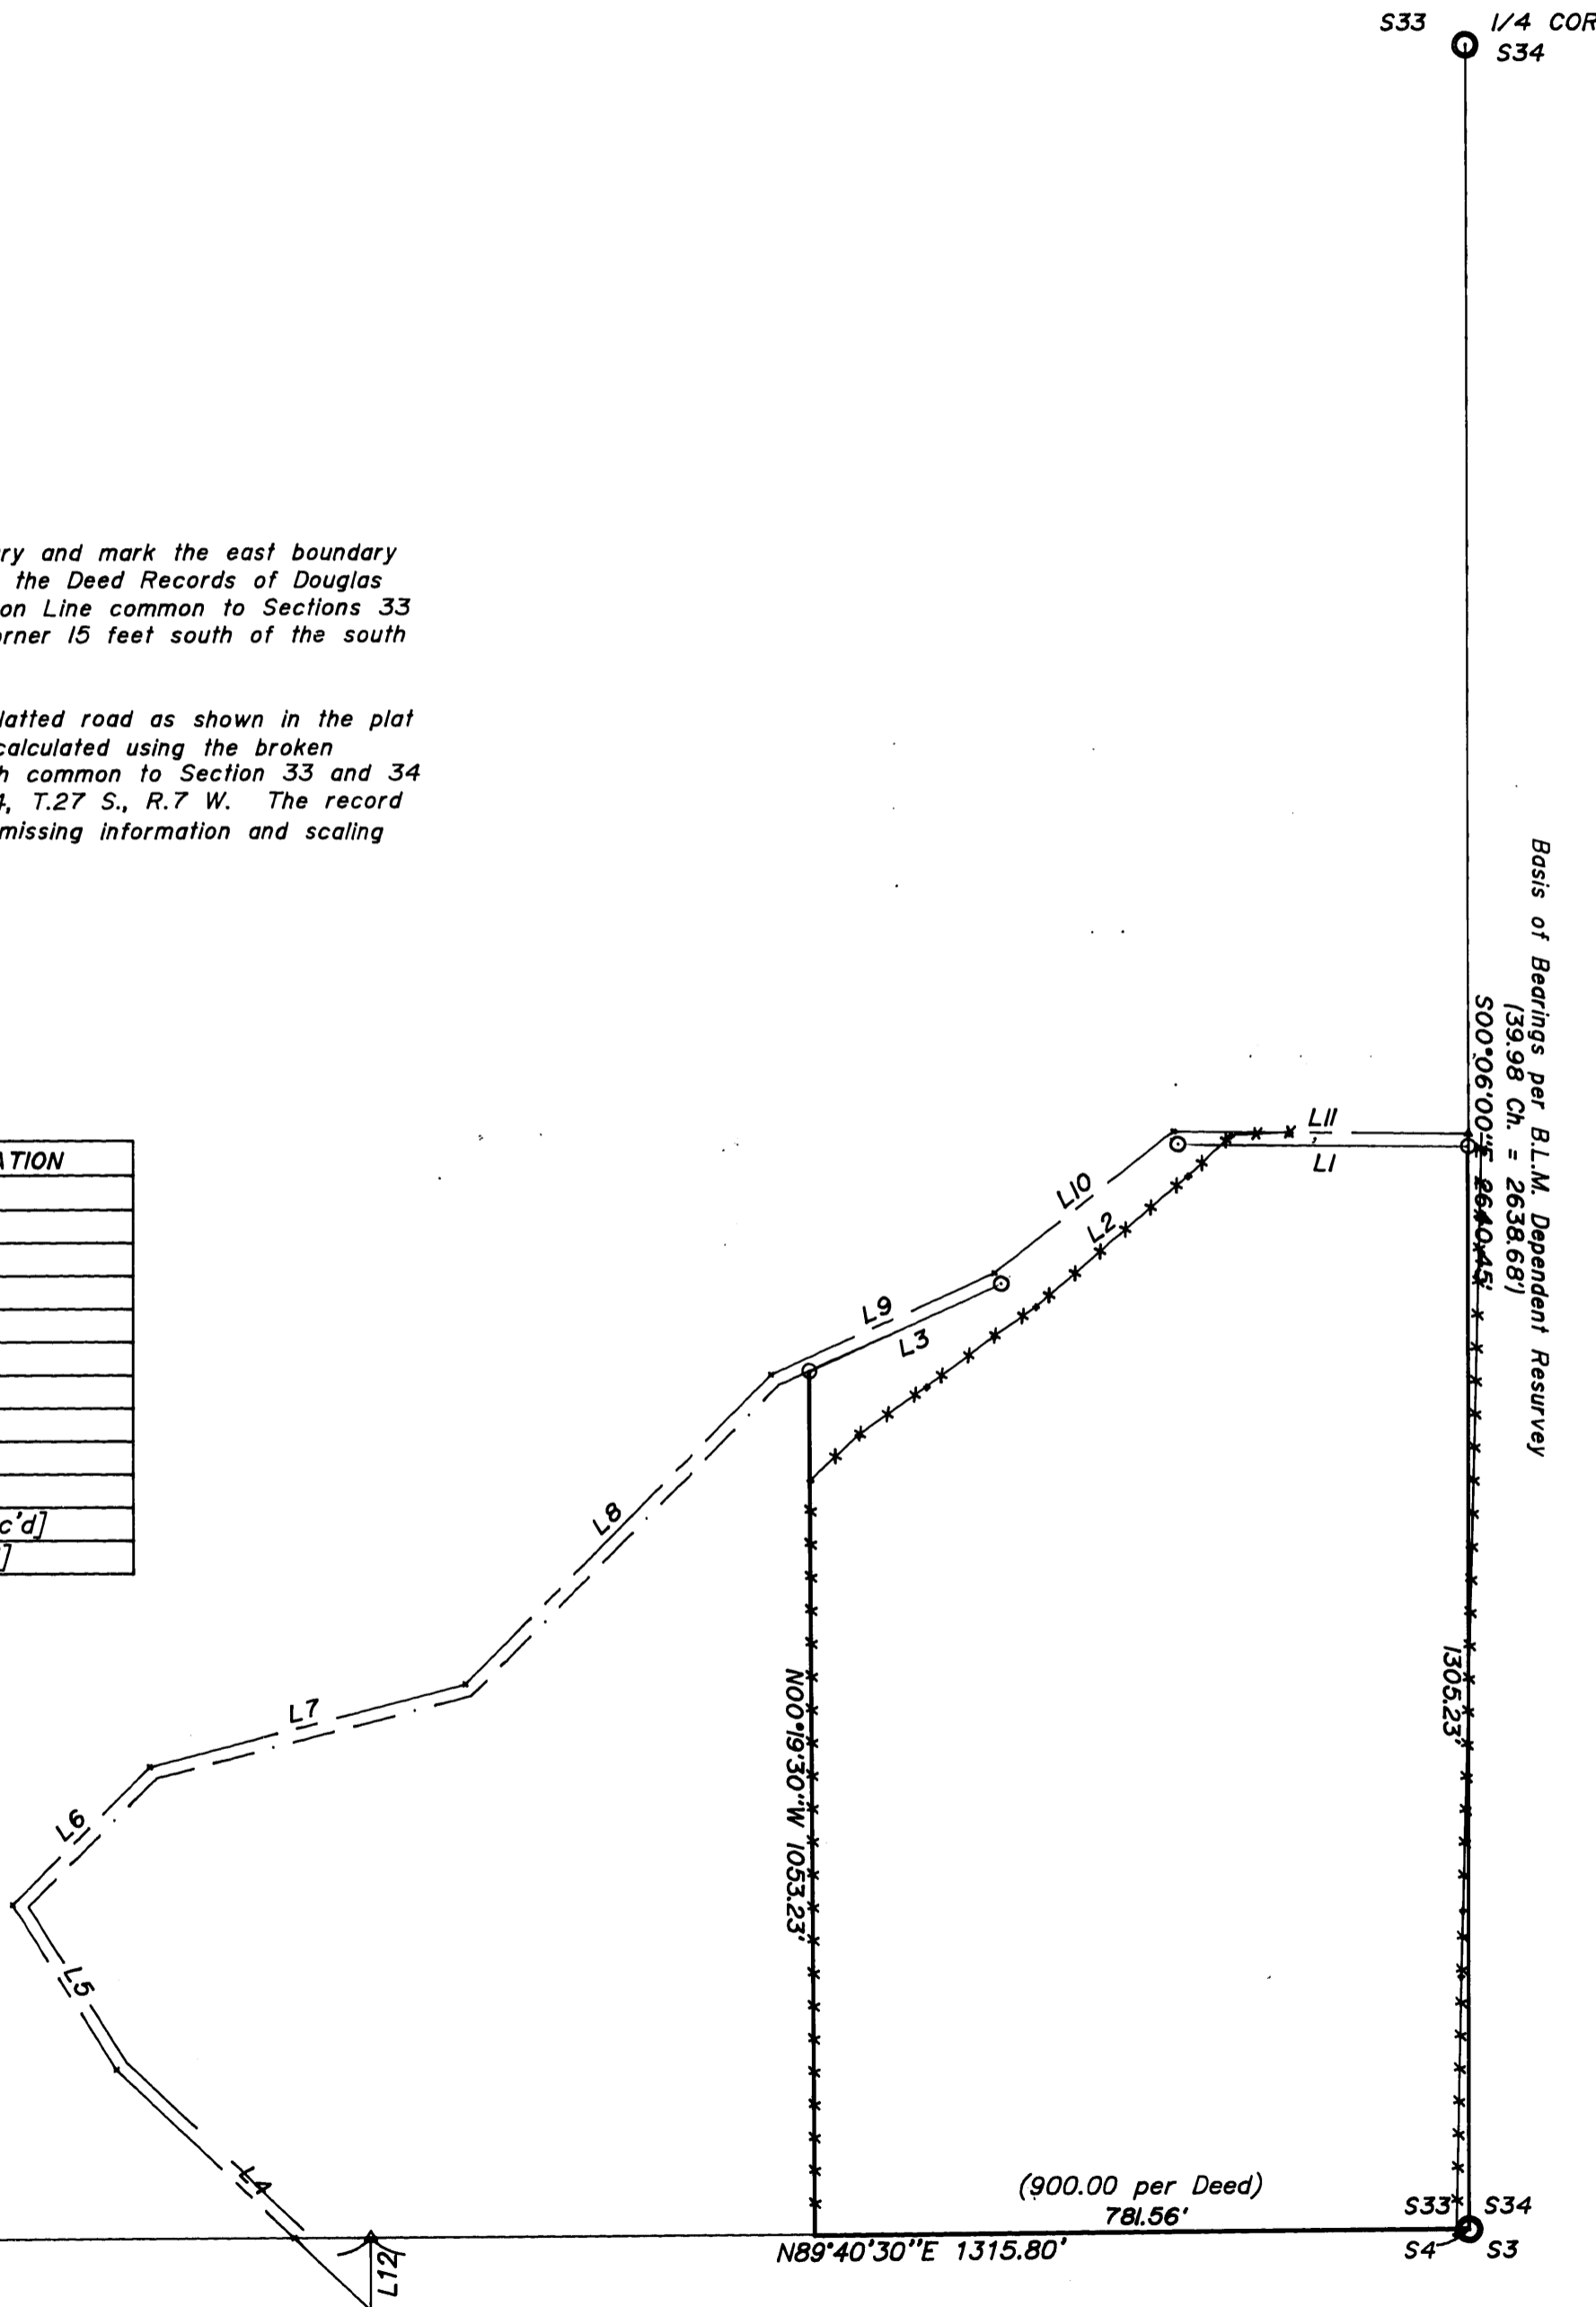 S33 1/4 COR
S34
ry and mark the east boundary
the Deed Records of Douglas
on Line common to Sections 33
orner 15 feet south of the south
latted road as shown in the plat
calculated using the broken
h common to Section 33 and 34
4, T.27 S., R.7 W. The record
missing information and scaling
Basis of Bearings per B.L.M. Dependent Resurvey
(39.98 Ch. = 2638.68')
S00°06'00"E 2640.45'
ATION
c'd]
]
L11
L1
L10
L2
L9
L3
L8
L7
L6
L5
L4
L12
1305.23'
N00°19'30"W 1053.23'
(900.00 per Deed)
781.56'
N89°40'30"E 1315.80'
S33 S34
S4 S3